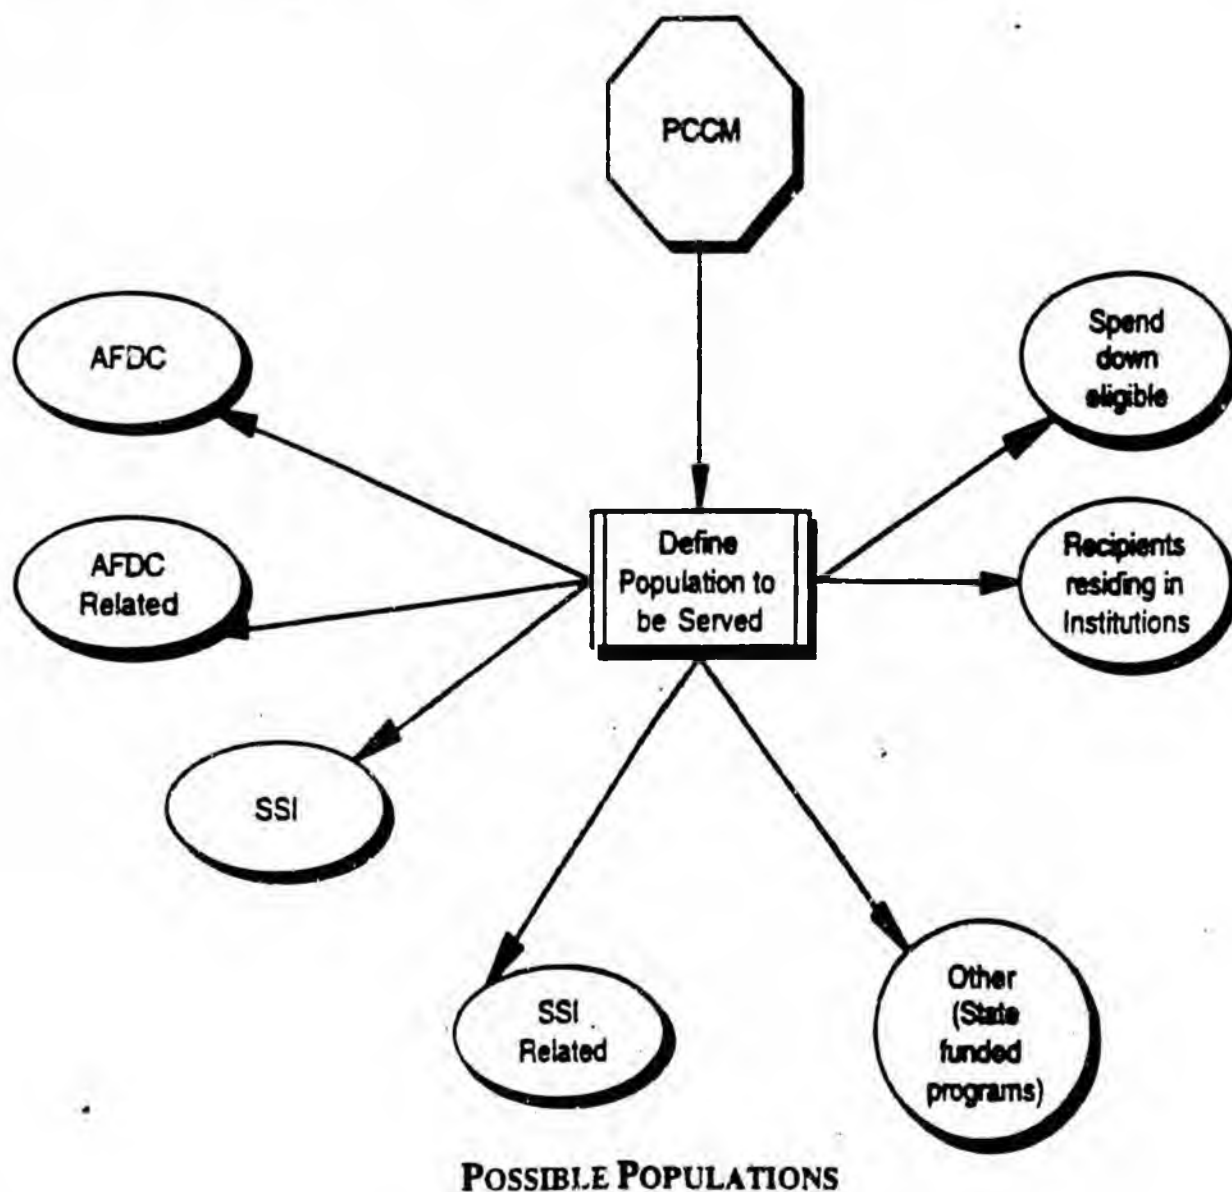 PCCM
AFDC
Spend
down
eligible
AFDC
Related
Define
Population to
be Served
Recipients
residing in
Institutions
SSI
SSI
Related
Other
(State
funded
programs)
POSSIBLE POPULATIONS